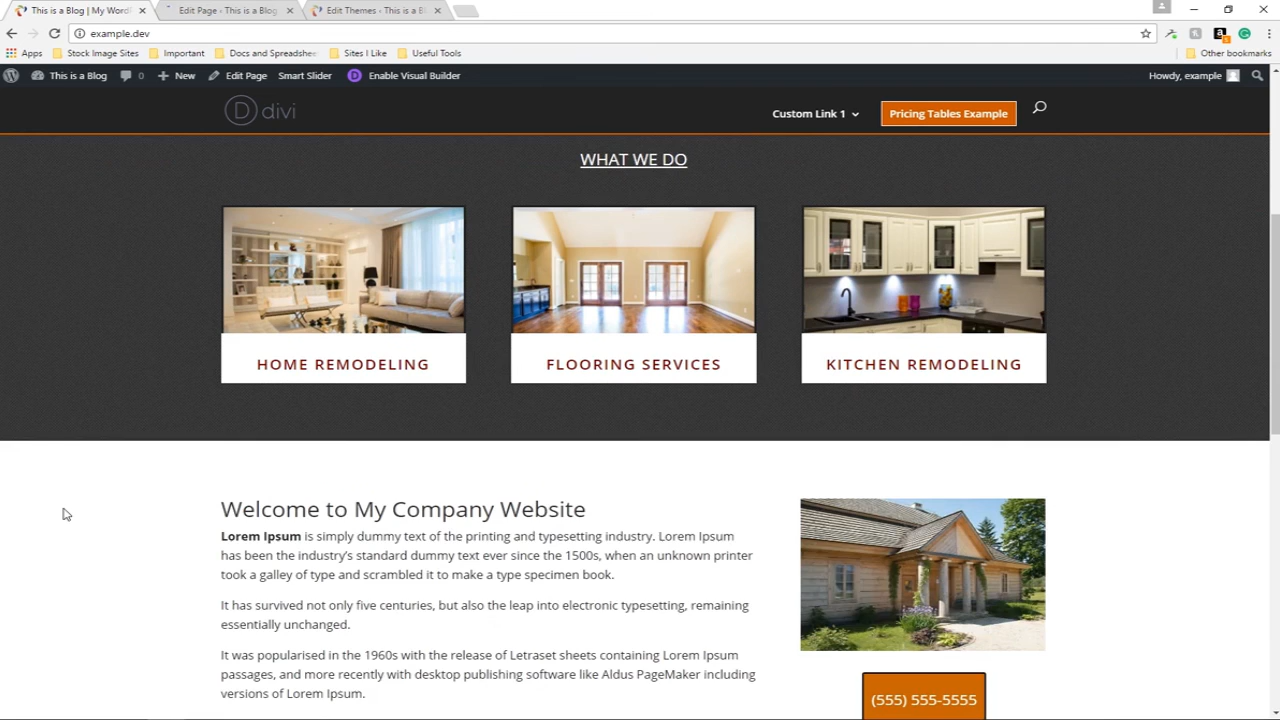 This is a Blog | My WordP
Edit Page ‹ This is a Blog
Edit Themes ‹ This is a Bl
example.dev
Apps
Stock Image Sites
Important
Docs and Spreadshee
Sites I Like
Useful Tools
Other bookmarks
This is a Blog
0
New
Edit Page
Smart Slider
D
Enable Visual Builder
Howdy, example
D divi
Custom Link 1
Pricing Tables Example
WHAT WE DO
HOME REMODELING
FLOORING SERVICES
KITCHEN REMODELING
Welcome to My Company Website
Lorem Ipsum is simply dummy text of the printing and typesetting industry. Lorem Ipsum
has been the industry's standard dummy text ever since the 1500s, when an unknown printer
took a galley of type and scrambled it to make a type specimen book.
It has survived not only five centuries, but also the leap into electronic typesetting, remaining
essentially unchanged.
It was popularised in the 1960s with the release of Letraset sheets containing Lorem Ipsum
passages, and more recently with desktop publishing software like Aldus PageMaker including
versions of Lorem Ipsum.
(555) 555-5555